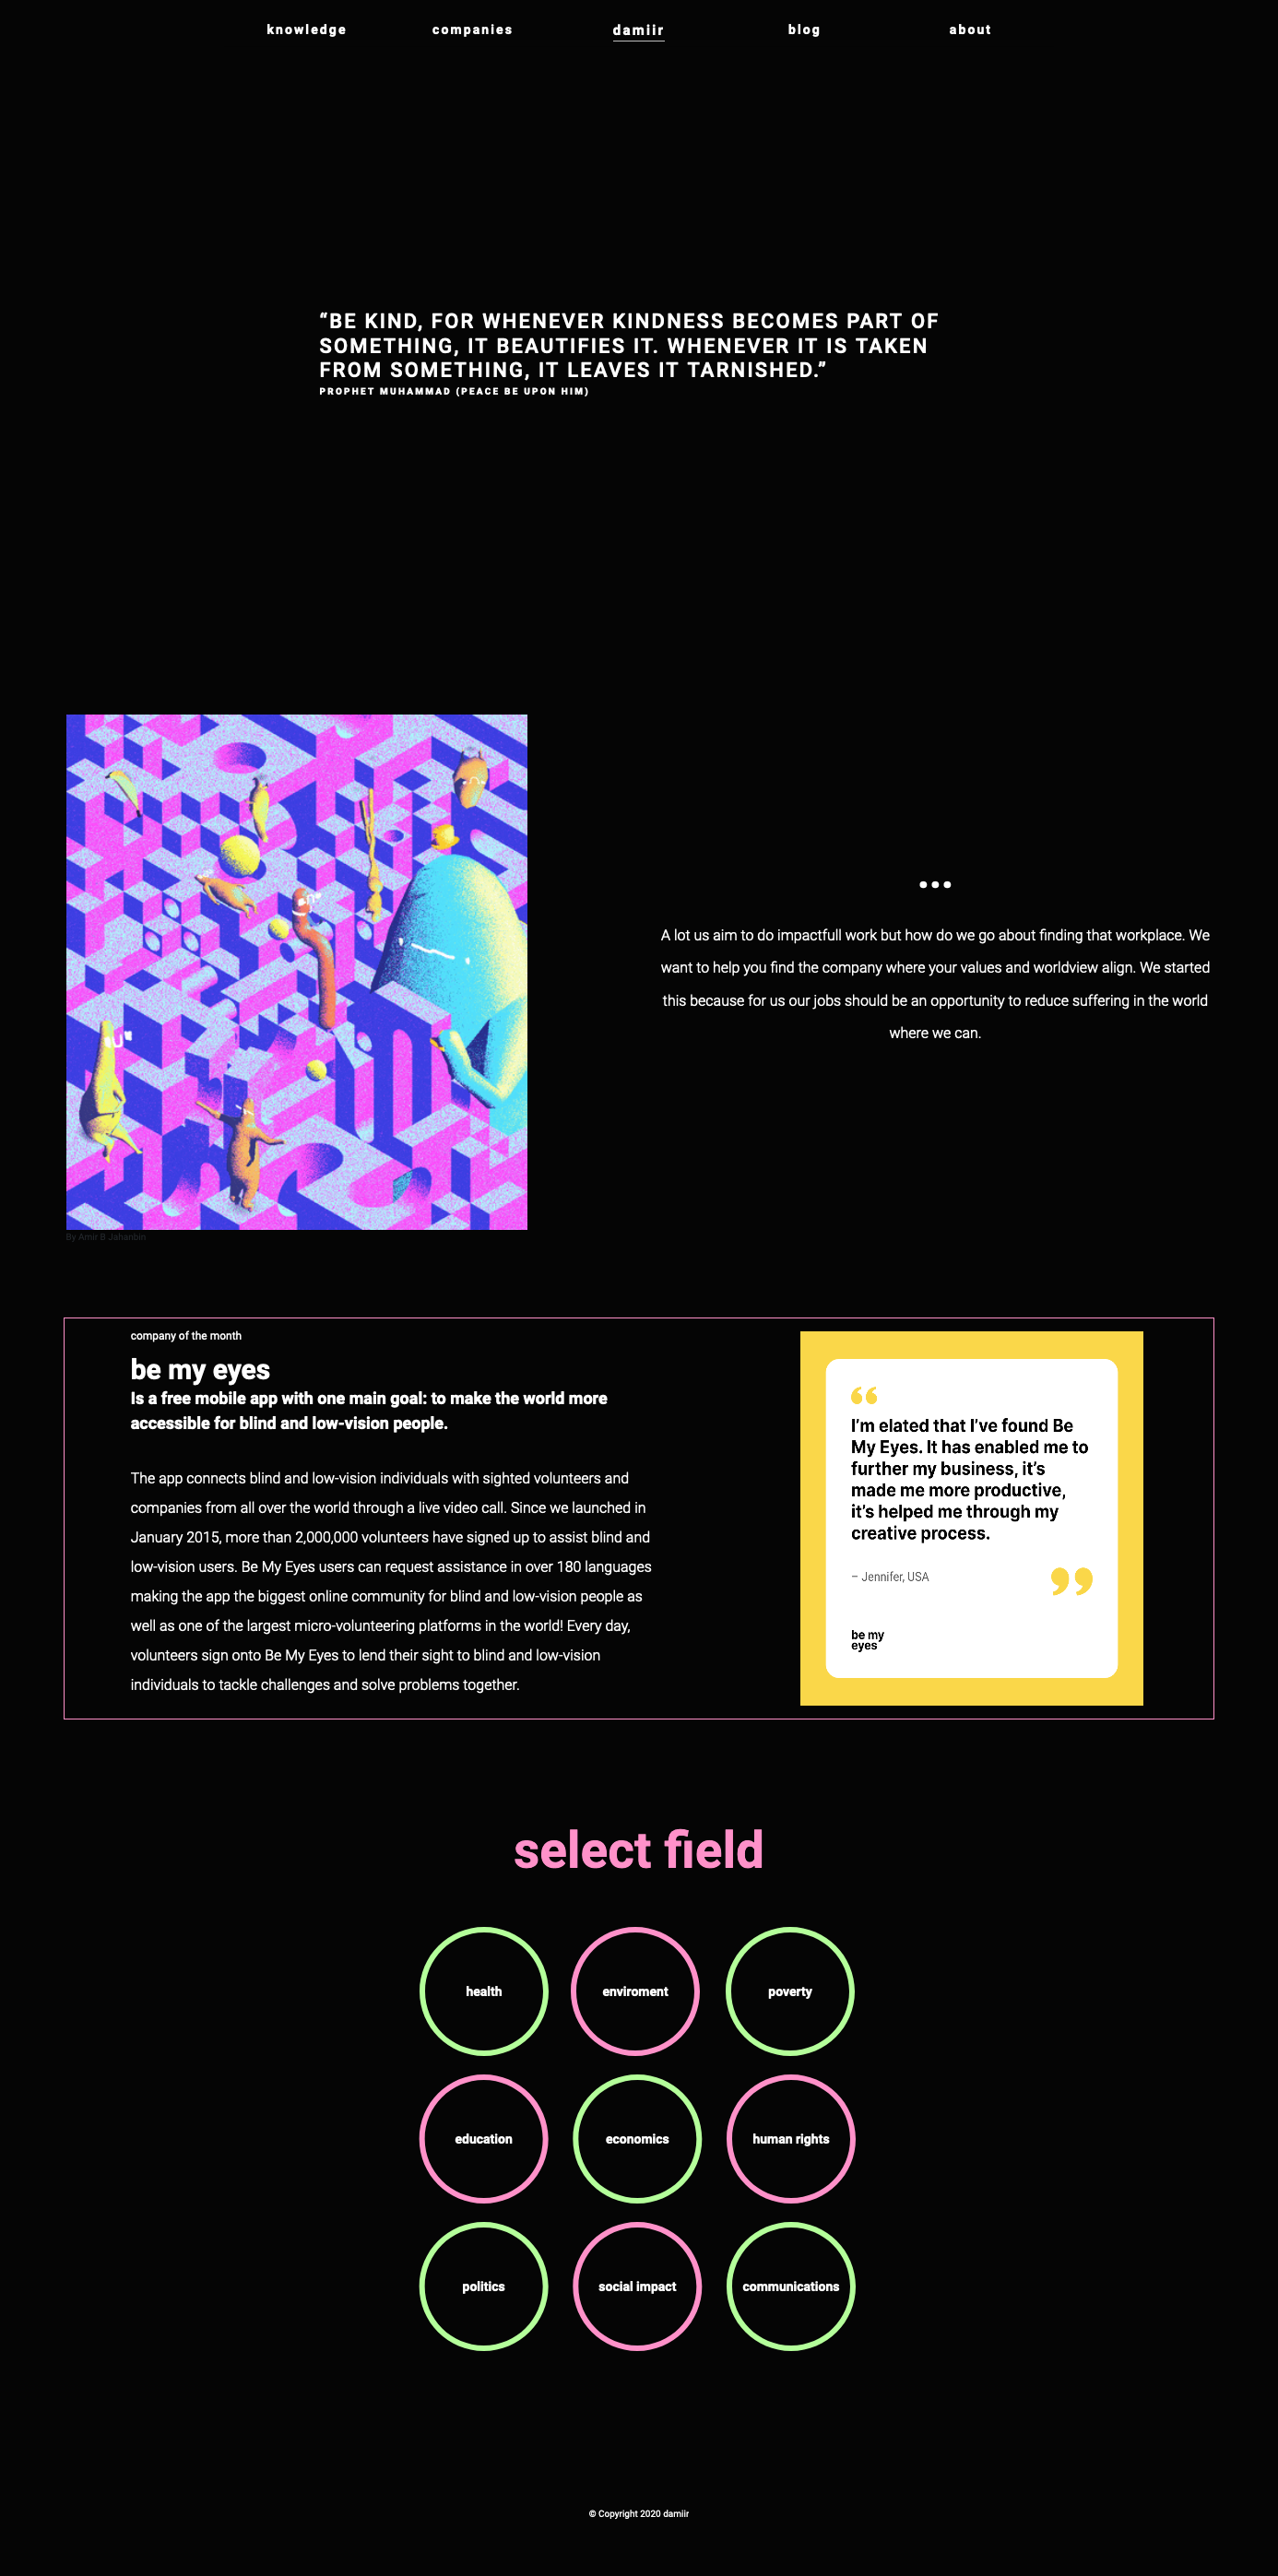 knowledge companies damiir blog about
“BE KIND, FOR WHENEVER KINDNESS BECOMES PART OF
SOMETHING, IT BEAUTIFIES IT. WHENEVER IT IS TAKEN
FROM SOMETHING, IT LEAVES IT TARNISHED.”
PROPHET MUHAMMAD (PEACE BE UPON HIM)
...
A lot us aim to do impactfull work but how do we go about finding that workplace. We
want to help you find the company where your values and worldview align. We started
this because for us our jobs should be an opportunity to reduce suffering in the world
where we can.
By Amir B Jahanbin
company of the month
be my eyes
Is a free mobile app with one main goal: to make the world more
accessible for blind and low-vision people.
The app connects blind and low-vision individuals with sighted volunteers and
companies from all over the world through a live video call. Since we launched in
January 2015, more than 2,000,000 volunteers have signed up to assist blind and
low-vision users. Be My Eyes users can request assistance in over 180 languages
making the app the biggest online community for blind and low-vision people as
well as one of the largest micro-volunteering platforms in the world! Every day,
volunteers sign onto Be My Eyes to lend their sight to blind and low-vision
individuals to tackle challenges and solve problems together.
“
I’m elated that I’ve found Be
My Eyes. It has enabled me to
further my business, it’s
made me more productive,
it’s helped me through my
creative process.
– Jennifer, USA
”
be my
eyes
select field
health enviroment poverty
education economics human rights
politics social impact communications
© Copyright 2020 damiir